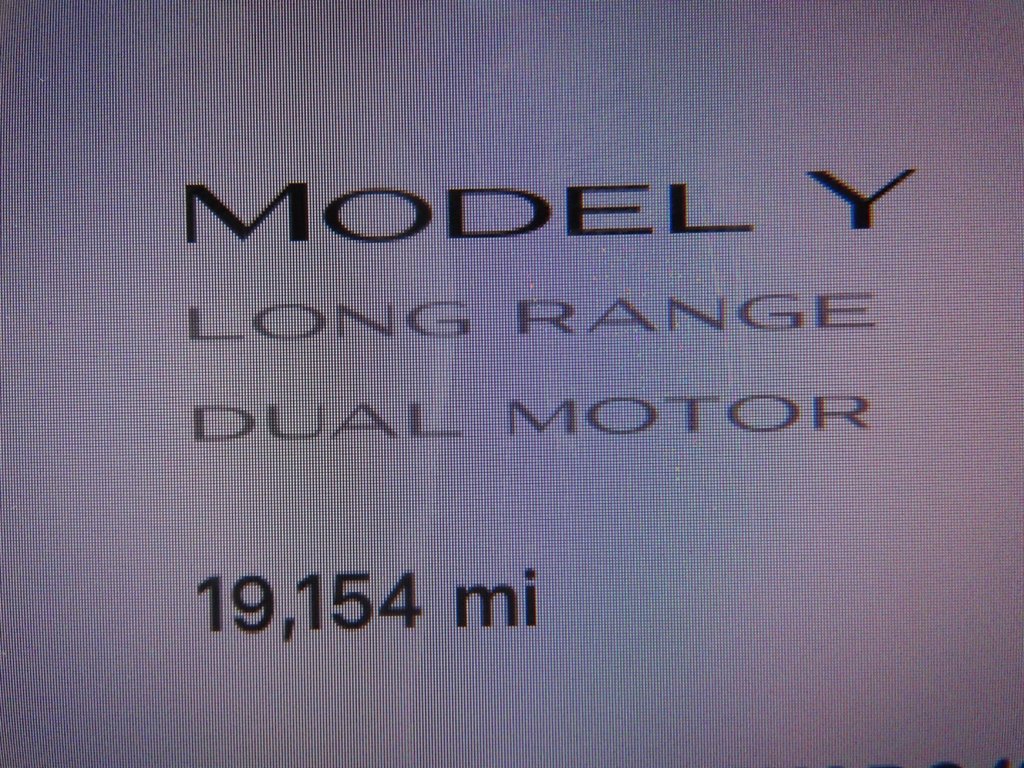 MODEL Y
LONG RANGE
DUAL MOTOR
19,154 mi